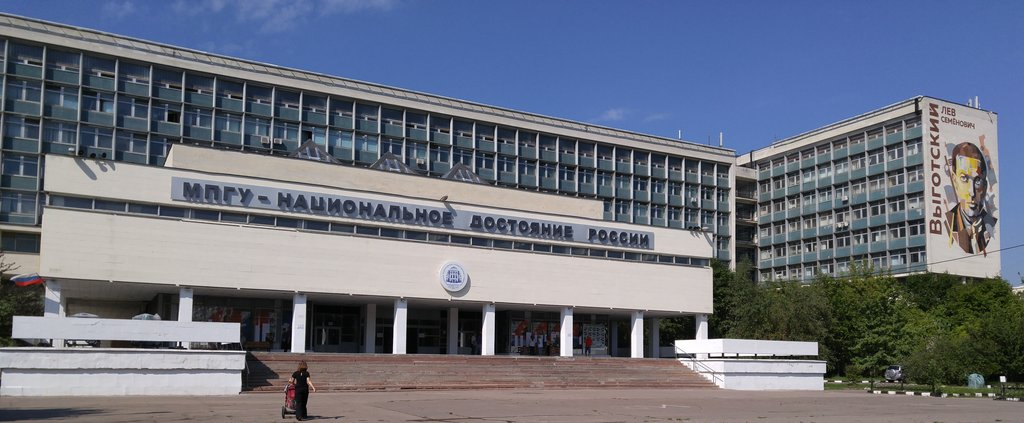 МПГУ – НАЦИОНАЛЬНОЕ ДОСТОЯНИЕ РОССИИ
ВЫГОТСКИЙ
ЛЕВ
СЕМЁНОВИЧ